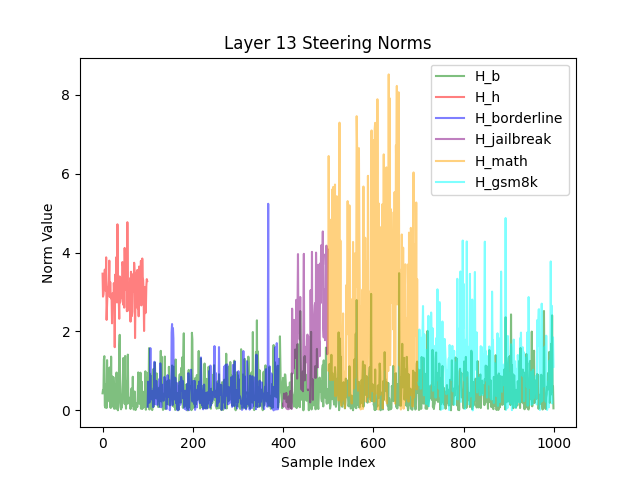 Layer 13 Steering Norms
H_b
H_h
H_borderline
H_jailbreak
H_math
H_gsm8k
Norm Value
8
6
4
2
0
0 200 400 600 800 1000
Sample Index